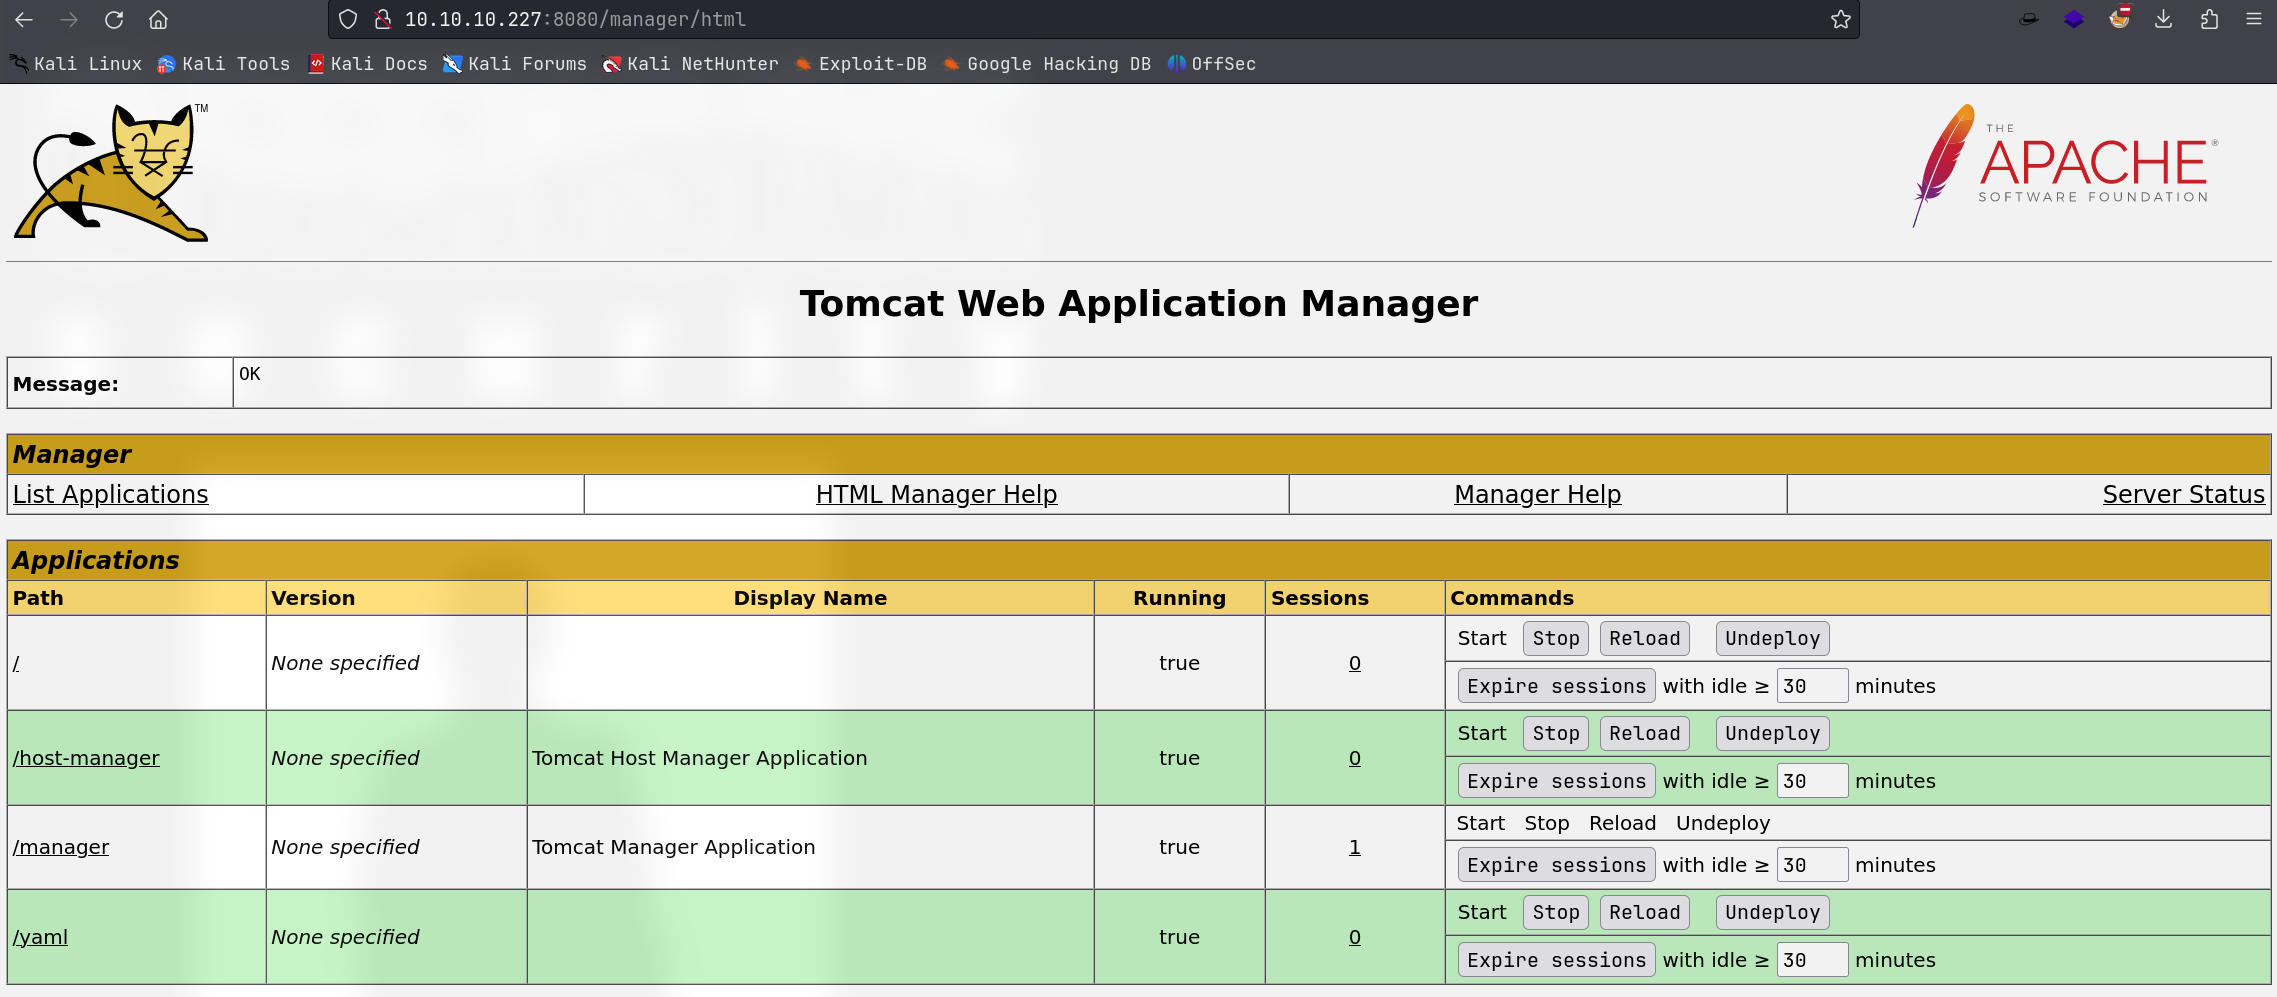 10.10.10.227:8080/manager/html
Kali Linux Kali Tools Kali Docs Kali Forums Kali NetHunter Exploit-DB Google Hacking DB OffSec
TM
THE
APACHE®
SOFTWARE FOUNDATION
Tomcat Web Application Manager
Message: OK
Manager
List Applications HTML Manager Help Manager Help Server Status
Applications
Path Version Display Name Running Sessions Commands
/ None specified true 0 Start Stop Reload Undeploy
Expire sessions with idle ≥ 30 minutes
/host-manager None specified Tomcat Host Manager Application true 0 Start Stop Reload Undeploy
Expire sessions with idle ≥ 30 minutes
/manager None specified Tomcat Manager Application true 1 Start Stop Reload Undeploy
Expire sessions with idle ≥ 30 minutes
/yaml None specified true 0 Start Stop Reload Undeploy
Expire sessions with idle ≥ 30 minutes